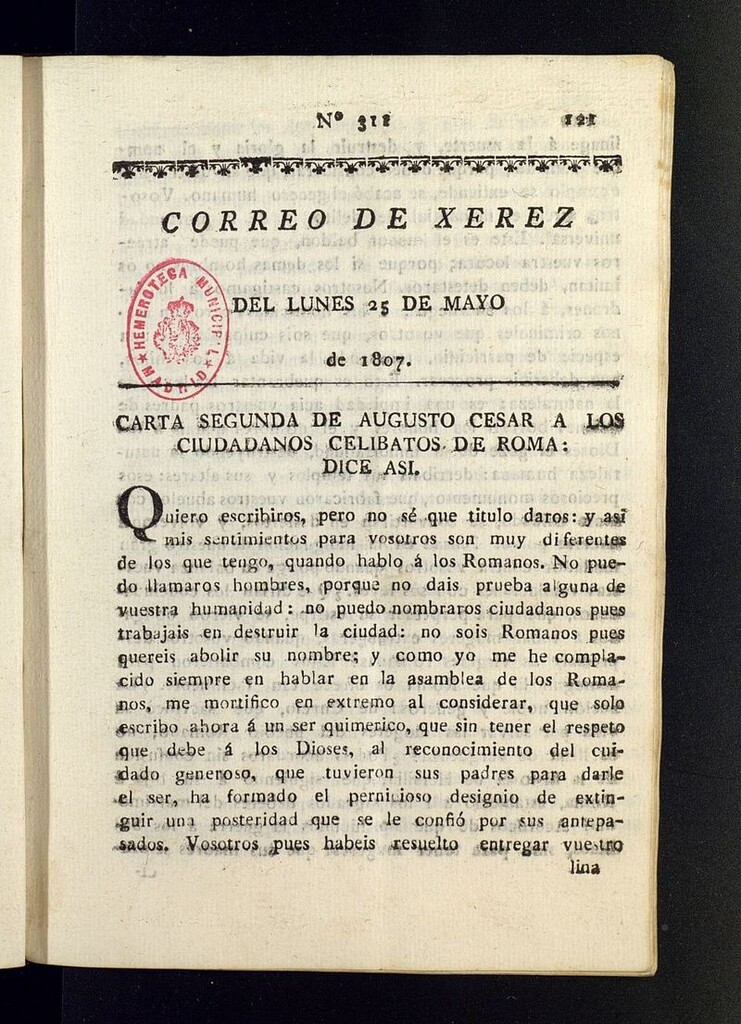 Nº 311 121
CORREO DE XEREZ
DEL LUNES 25 DE MAYO
de 1807.
HEMEROTECA MUNICIPAL
★ MADRID ★
CARTA SEGUNDA DE AUGUSTO CESAR A LOS
CIUDADANOS CELIBATOS DE ROMA:
DICE ASI.
Quiero escribiros, pero no sé que titulo daros: y así
mis sentimientos para vosotros son muy diferentes
de los que tengo, quando hablo á los Romanos. No pue-
do llamaros hombres, porque no dais prueba alguna de
vuestra humanidad: no puedo nombraros ciudadanos pues
trabajais en destruir la ciudad: no sois Romanos pues
quereis abolir su nombre; y como yo me he compla-
cido siempre en hablar en la asamblea de los Roma-
nos, me mortifico en extremo al considerar, que solo
escribo ahora á un ser quimerico, que sin tener el respeto
que debe á los Dioses, al reconocimiento del cui-
dado generoso, que tuvieron sus padres para darle
el ser, ha formado el pernicioso designio de extin-
guir una posteridad que se le confió por sus antepa-
sados. Vosotros pues habeis resuelto entregar vuestro
lina